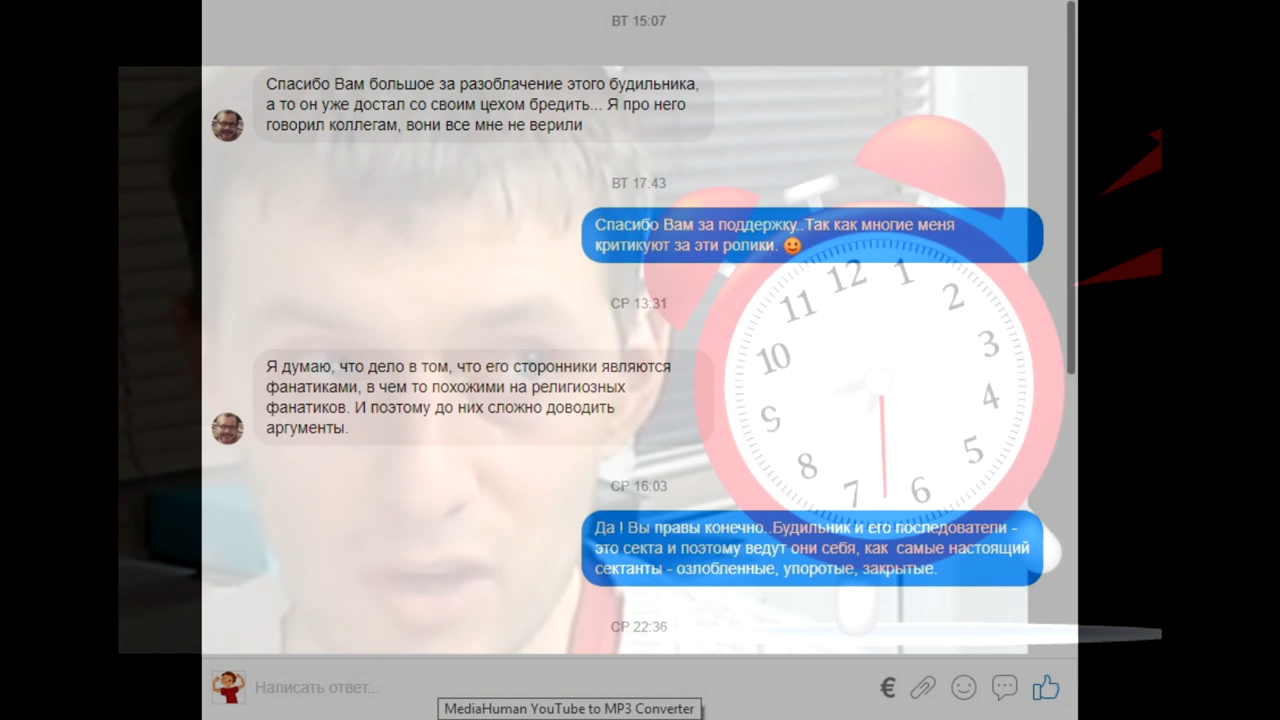 ВТ 15:07
Спасибо Вам большое за разоблачение этого будильника,
а то он уже достал со своим цехом бредить... Я про него
говорил коллегам, вони все мне не верили
ВТ 17:43
Спасибо Вам за поддержку..Так как многие меня
критикуют за эти ролики. 😀
СР 13:31
Я думаю, что дело в том, что его сторонники являются
фанатиками, в чем то похожими на религиозных
фанатиков. И поэтому до них сложно доводить
аргументы.
СР 16:03
Да ! Вы правы конечно..Будильник и его последователи -
это секта и поэтому ведут они себя, как  самые настоящий
сектанты - озлобленные, упоротые, закрытые.
СР 22:36
12 1 2 3 4 5 6 7 8 9 10 11
Написать ответ...
€
MediaHuman YouTube to MP3 Converter